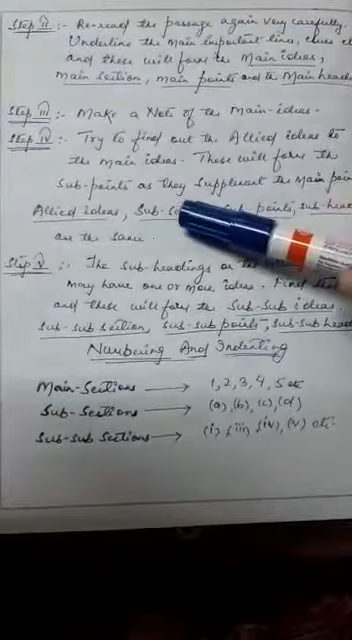 Step II :- Re-read the passage again very carefully.
Underline the main important line, clues
and these will form the Main ideas,
Main section, main points and the Main head
Step III :- Make a Note of the Main-ideas.
Step IV :- Try to find out the Allied ideas to
the main ideas. These will form the
Sub-points as they supplement the Main poin
Allied ideas, Sub- points, sub-head
are the same.
Step V :- The sub-headings or the
may have one or more ideas. Find
and these will form the Sub-Sub ideas,
Sub-sub section, Sub-sub points, Sub-sub head
Numbering And Indenting
Main-Sections → 1, 2, 3, 4, 5 etc
Sub-Sections → (a), (b), (c), (d)
Sub-Sub Sections → (i), (iii), (iv), (v) etc.